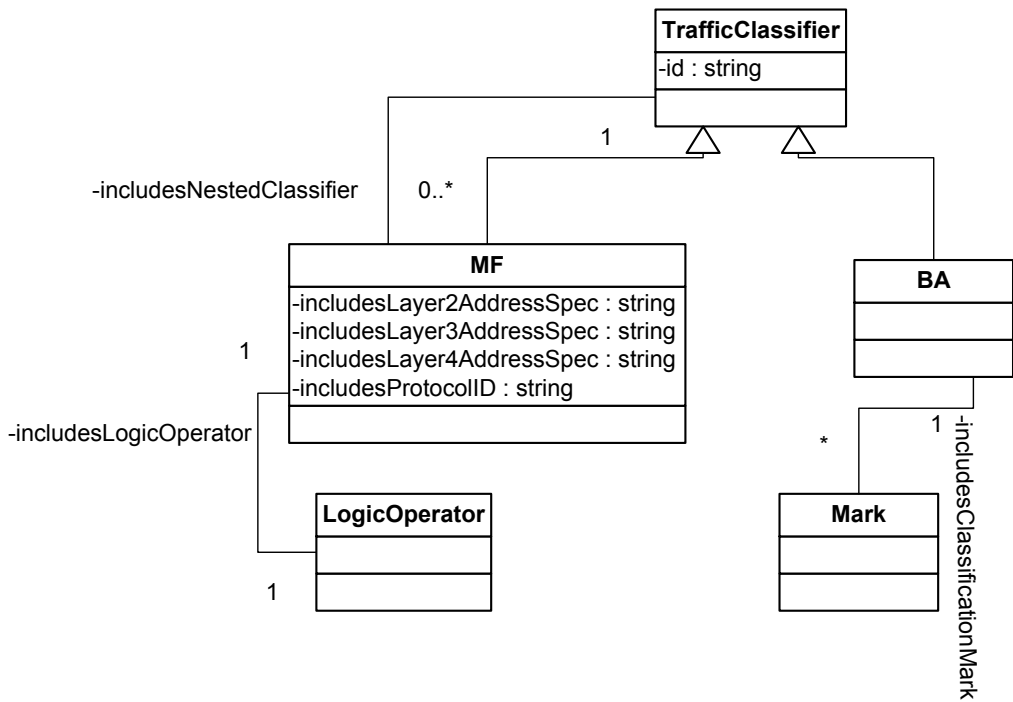 TrafficClassifier
-id : string
1
-includesNestedClassifier
0..*
MF
-includesLayer2AddressSpec : string
-includesLayer3AddressSpec : string
-includesLayer4AddressSpec : string
-includesProtocolID : string
BA
1
-includesLogicOperator
1
-includesClassificationMark
*
LogicOperator
Mark
1